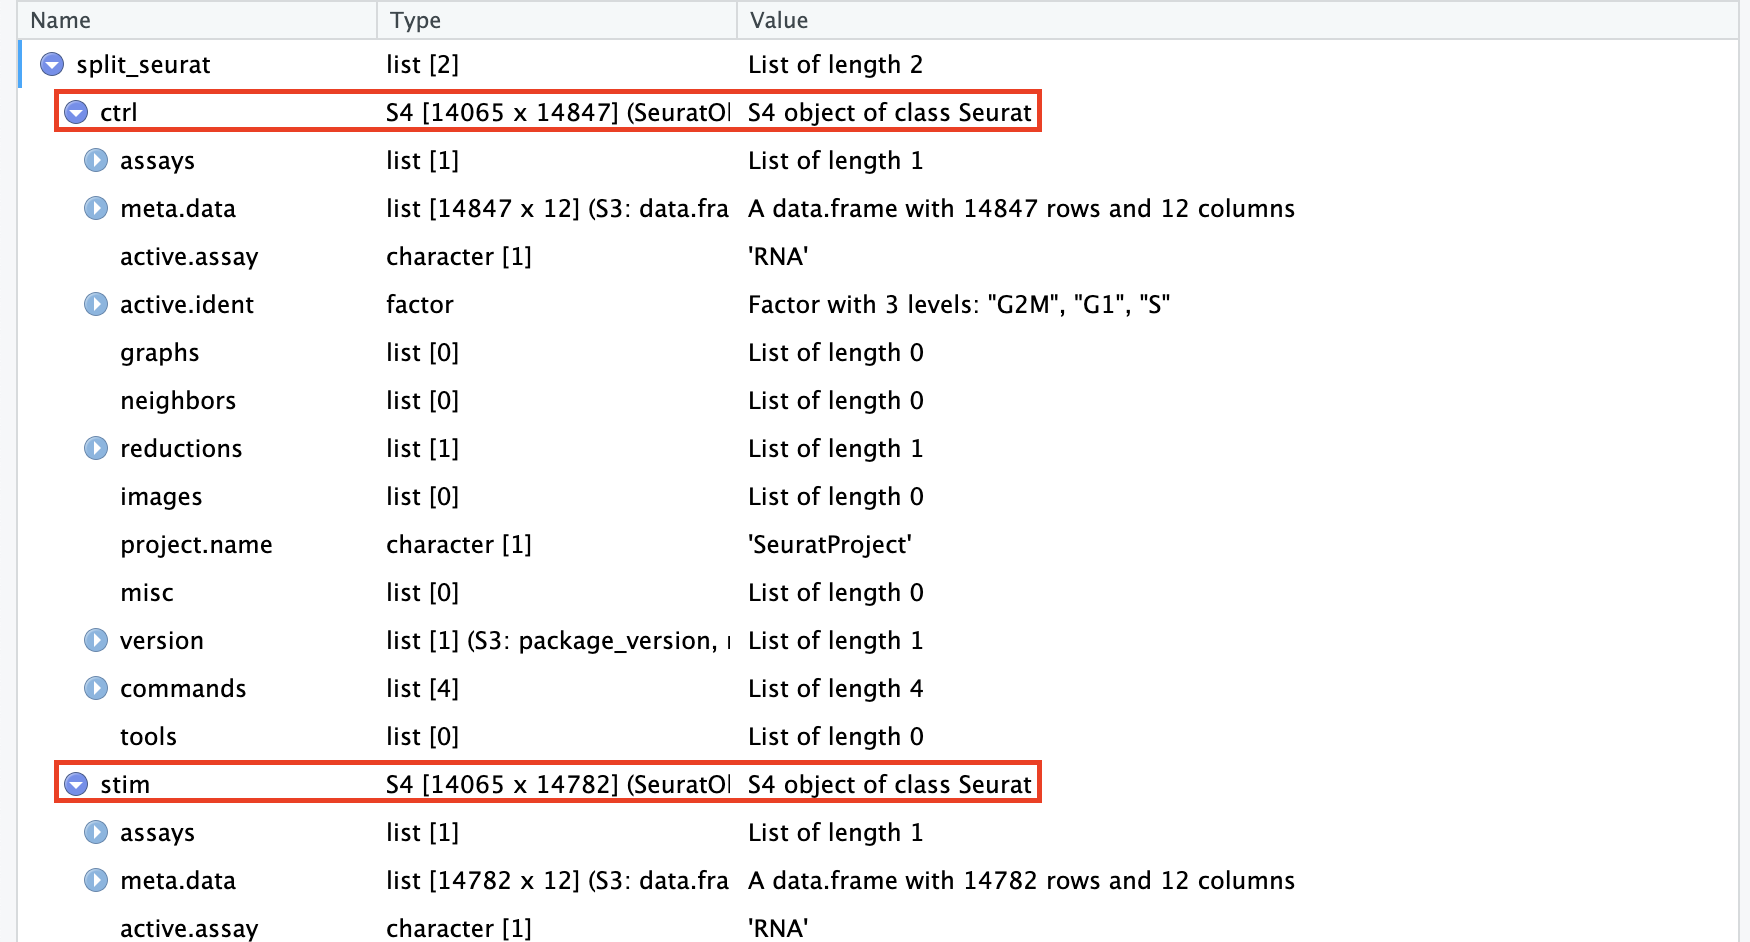 Name Type Value
split_seurat list [2] List of length 2
ctrl S4 [14065 x 14847] (SeuratOl S4 object of class Seurat
assays list [1] List of length 1
meta.data list [14847 x 12] (S3: data.fra A data.frame with 14847 rows and 12 columns
active.assay character [1] 'RNA'
active.ident factor Factor with 3 levels: "G2M", "G1", "S"
graphs list [0] List of length 0
neighbors list [0] List of length 0
reductions list [1] List of length 1
images list [0] List of length 0
project.name character [1] 'SeuratProject'
misc list [0] List of length 0
version list [1] (S3: package_version, List of length 1
commands list [4] List of length 4
tools list [0] List of length 0
stim S4 [14065 x 14782] (SeuratOl S4 object of class Seurat
assays list [1] List of length 1
meta.data list [14782 x 12] (S3: data.fra A data.frame with 14782 rows and 12 columns
active.assay character [1] 'RNA'